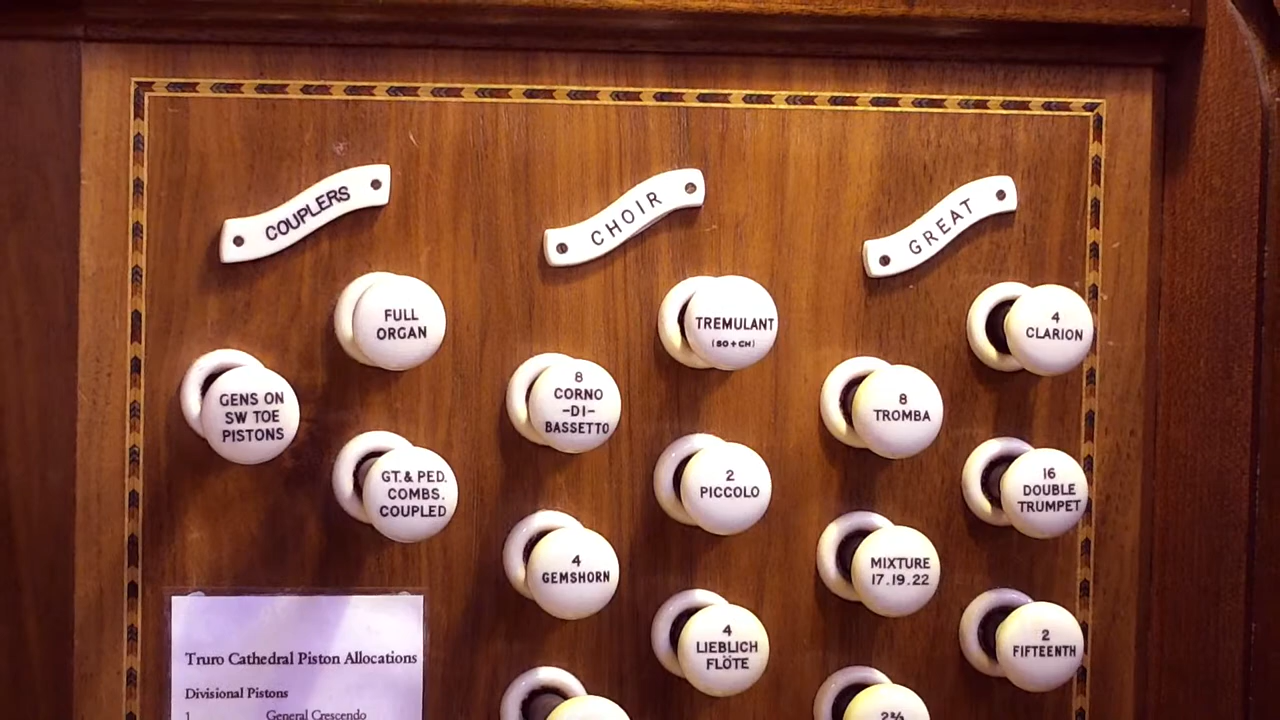 COUPLERS
FULL
ORGAN
GENS ON
SW TOE
PISTONS
GT. & PED.
COMBS.
COUPLED
Truro Cathedral Piston Allocations
Divisional Pistons
1 General Crescendo
CHOIR
TREMULANT
(SO+CH)
8
CORNO
-DI-
BASSETTO
2
PICCOLO
4
GEMSHORN
4
LIEBLICH
FLÖTE
GREAT
4
CLARION
8
TROMBA
16
DOUBLE
TRUMPET
MIXTURE
17.19.22
2
FIFTEENTH
2⅔